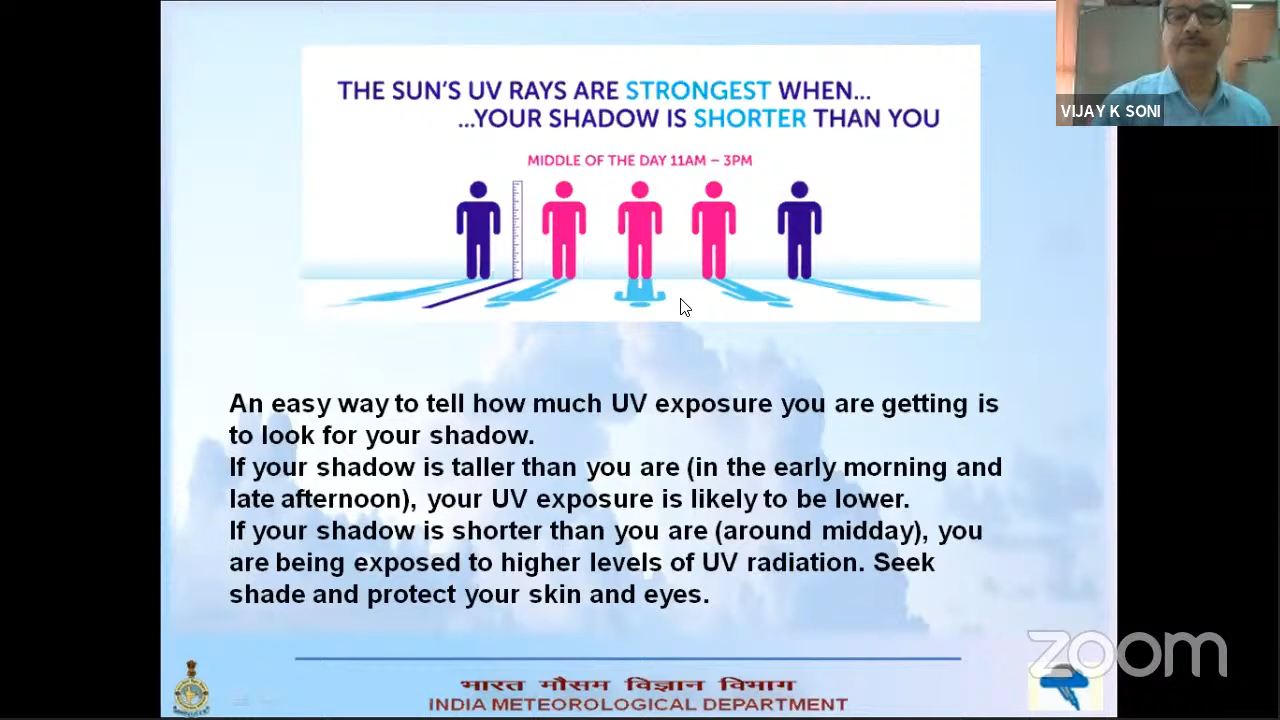 THE SUN'S UV RAYS ARE STRONGEST WHEN...
...YOUR SHADOW IS SHORTER THAN YOU
MIDDLE OF THE DAY 11AM – 3PM
VIJAY K SONI
An easy way to tell how much UV exposure you are getting is
to look for your shadow.
If your shadow is taller than you are (in the early morning and
late afternoon), your UV exposure is likely to be lower.
If your shadow is shorter than you are (around midday), you
are being exposed to higher levels of UV radiation. Seek
shade and protect your skin and eyes.
zoom
भारत मौसम विज्ञान विभाग
INDIA METEOROLOGICAL DEPARTMENT